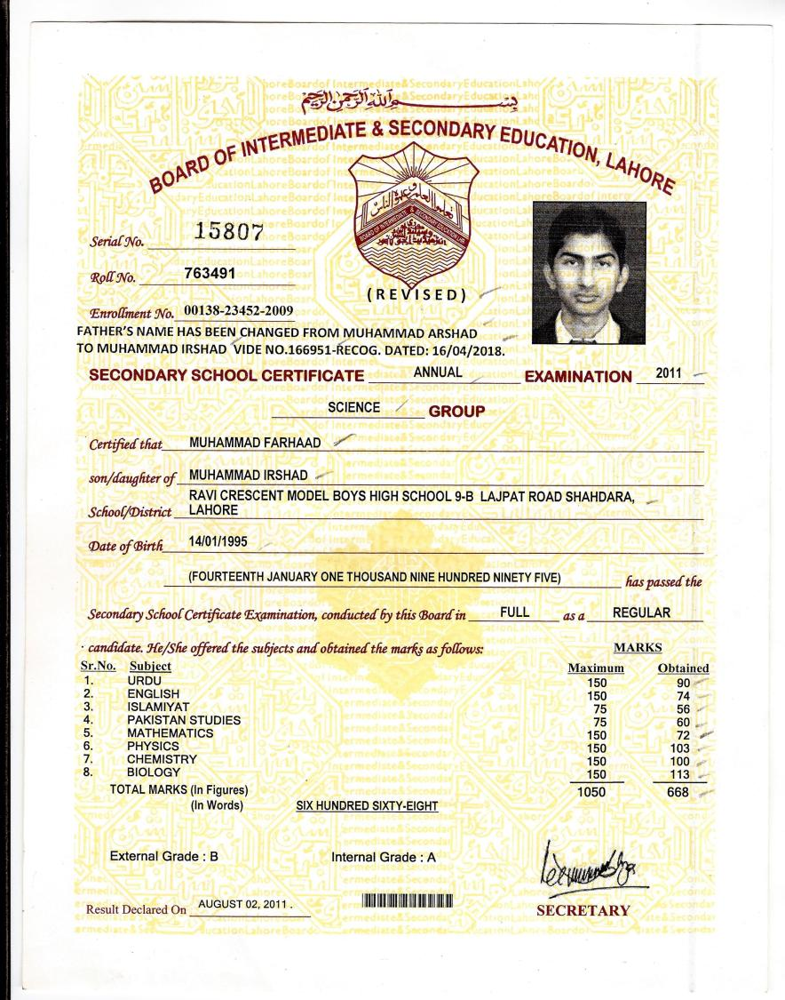 بسم الله الرحمن الرحيم
BOARD OF INTERMEDIATE & SECONDARY EDUCATION, LAHORE
Serial No. 15807
Roll No. 763491
(REVISED)
Enrollment No. 00138-23452-2009
FATHER'S NAME HAS BEEN CHANGED FROM MUHAMMAD ARSHAD
TO MUHAMMAD IRSHAD VIDE NO.166951-RECOG. DATED: 16/04/2018.
SECONDARY SCHOOL CERTIFICATE ANNUAL EXAMINATION 2011
SCIENCE GROUP
Certified that MUHAMMAD FARHAAD
son/daughter of MUHAMMAD IRSHAD
RAVI CRESCENT MODEL BOYS HIGH SCHOOL 9-B LAJPAT ROAD SHAHDARA,
School/District LAHORE
Date of Birth 14/01/1995
(FOURTEENTH JANUARY ONE THOUSAND NINE HUNDRED NINETY FIVE) has passed the
Secondary School Certificate Examination, conducted by this Board in FULL as a REGULAR
candidate. He/She offered the subjects and obtained the marks as follows: MARKS
Sr.No. Subject Maximum Obtained
1. URDU 150 90
2. ENGLISH 150 74
3. ISLAMIYAT 75 56
4. PAKISTAN STUDIES 75 60
5. MATHEMATICS 150 72
6. PHYSICS 150 103
7. CHEMISTRY 150 100
8. BIOLOGY 150 113
TOTAL MARKS (In Figures) 1050 668
(In Words) SIX HUNDRED SIXTY-EIGHT
External Grade : B Internal Grade : A
Result Declared On AUGUST 02, 2011 .
SECRETARY